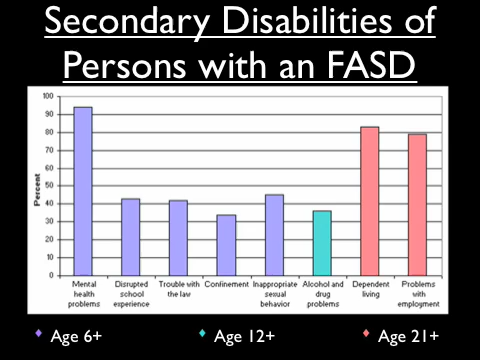 Secondary Disabilities of
Persons with an FASD
100
90
80
70
60
50
40
30
20
10
0
Percent
Mental health problems
Disrupted school experience
Trouble with the law
Confinement
Inappropriate sexual behavior
Alcohol and drug problems
Dependent living
Problems with employment
Age 6+
Age 12+
Age 21+